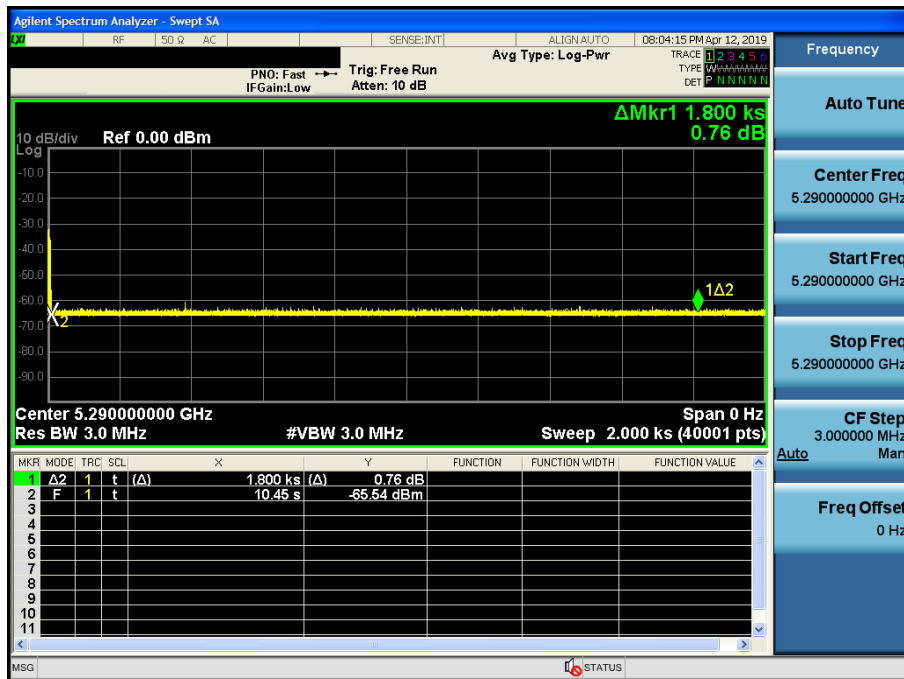 Agilent Spectrum Analyzer - Swept SA
LXI RF 50 Ω AC SENSE:INT ALIGN AUTO 08:04:15 PM Apr 12, 2019
Avg Type: Log-Pwr
TRACE 1 2 3 4 5 6
TYPE WWWWWW
DET P N N N N N
PNO: Fast Trig: Free Run
IFGain:Low Atten: 10 dB
ΔMkr1 1.800 ks
0.76 dB
10 dB/div Ref 0.00 dBm
Log
-10.0
-20.0
-30.0
-40.0
-50.0
-60.0
-70.0
-80.0
-90.0
1Δ2
2
Center 5.290000000 GHz Span 0 Hz
Res BW 3.0 MHz #VBW 3.0 MHz Sweep 2.000 ks (40001 pts)
MKR MODE TRC SCL X Y FUNCTION FUNCTION WIDTH FUNCTION VALUE
1 Δ2 1 t (Δ) 1.800 ks (Δ) 0.76 dB
2 F 1 t 10.45 s -65.54 dBm
3
4
5
6
7
8
9
10
11
MSG STATUS
Frequency
Auto Tune
Center Freq
5.290000000 GHz
Start Freq
5.290000000 GHz
Stop Freq
5.290000000 GHz
CF Step
3.000000 MHz
Auto Man
Freq Offset
0 Hz